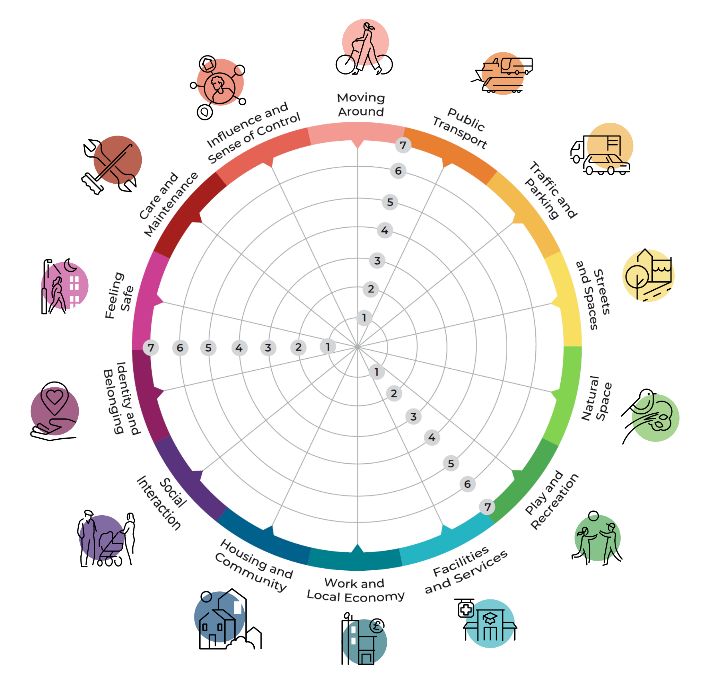 Moving
Around
Public
Transport
Traffic and
Parking
Streets
and Spaces
Natural
Space
Play and
Recreation
Facilities
and Services
Work and
Local Economy
Housing and
Community
Social
Interaction
Identity and
Belonging
Feeling
Safe
Care and
Maintenance
Influence and
Sense of Control
7
6
5
4
3
2
1
7 6 5 4 3 2 1
1
2
3
4
5
6
7
£